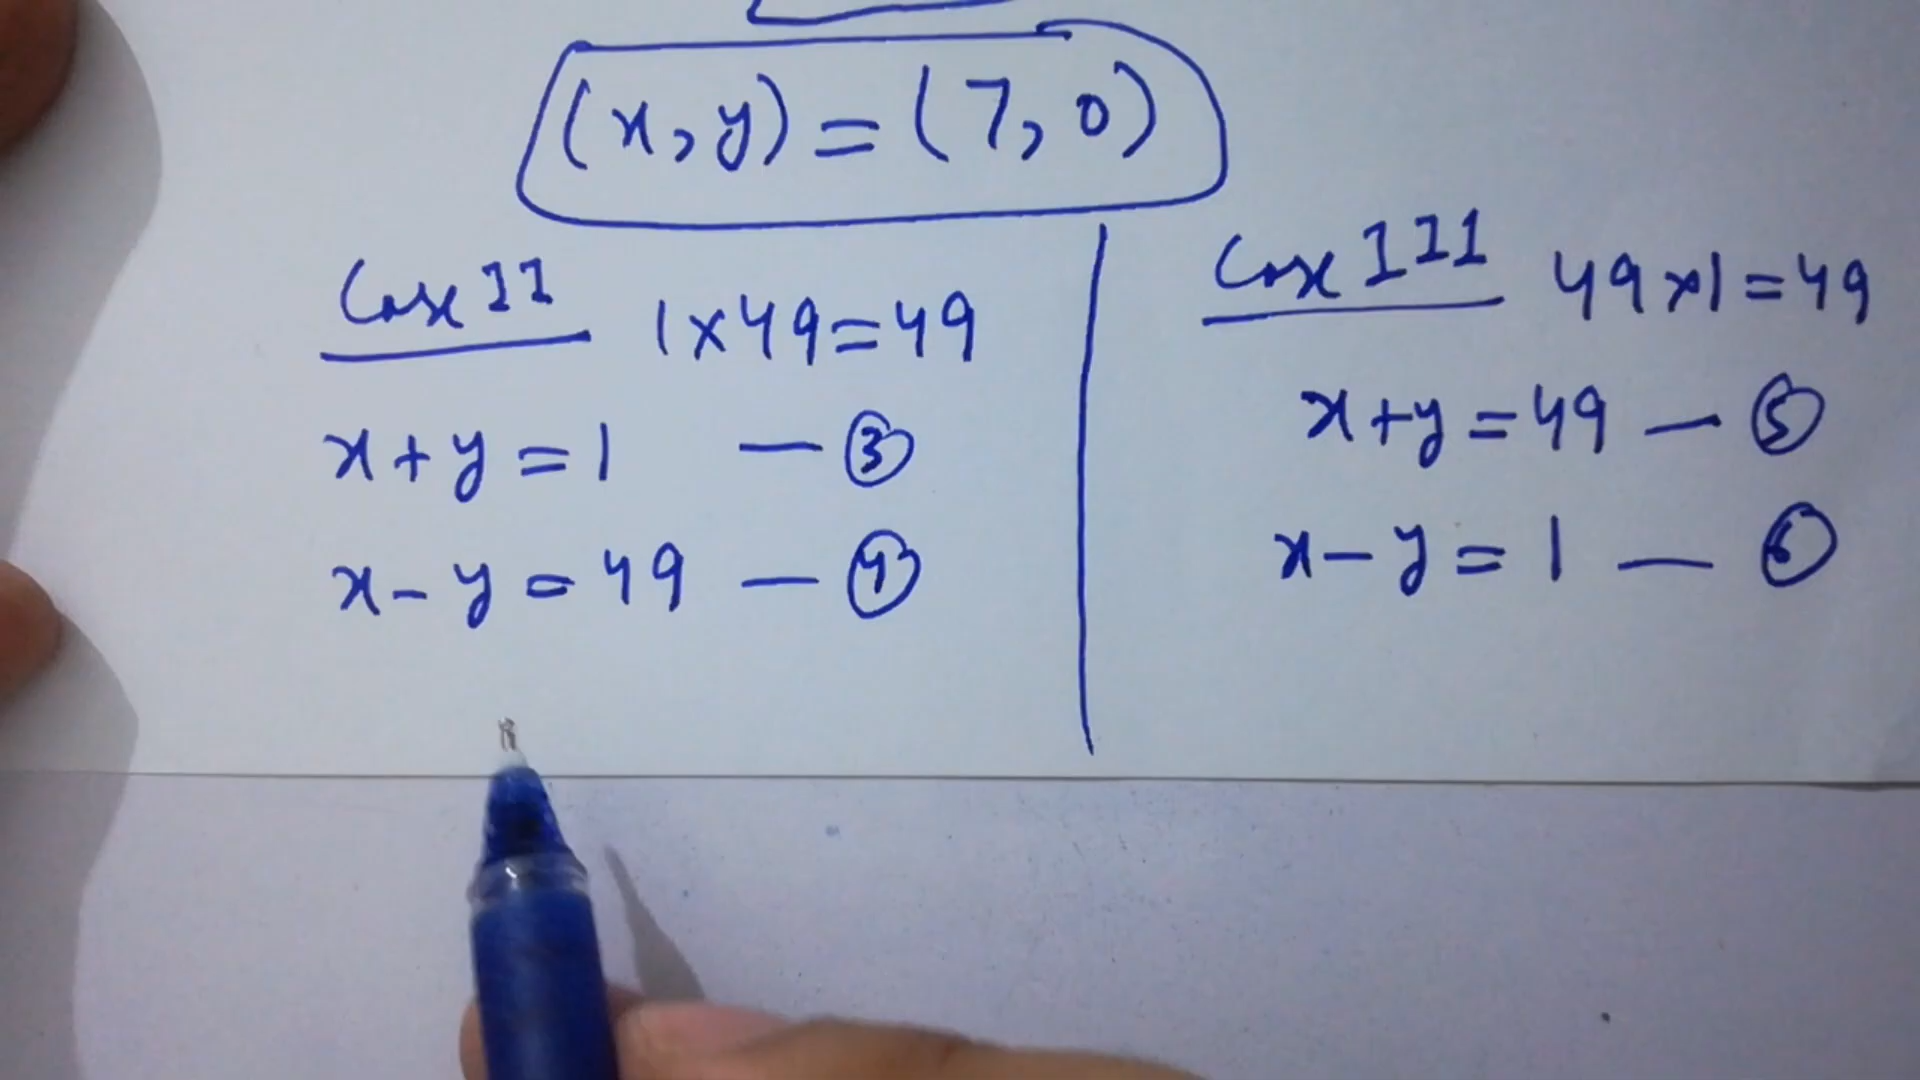 (x,y)=(7,0)
Case II 1×49=49
x+y=1 — ③
x-y=49 — ④
Case III 49×1=49
x+y=49 — ⑤
x-y=1 — ⑥